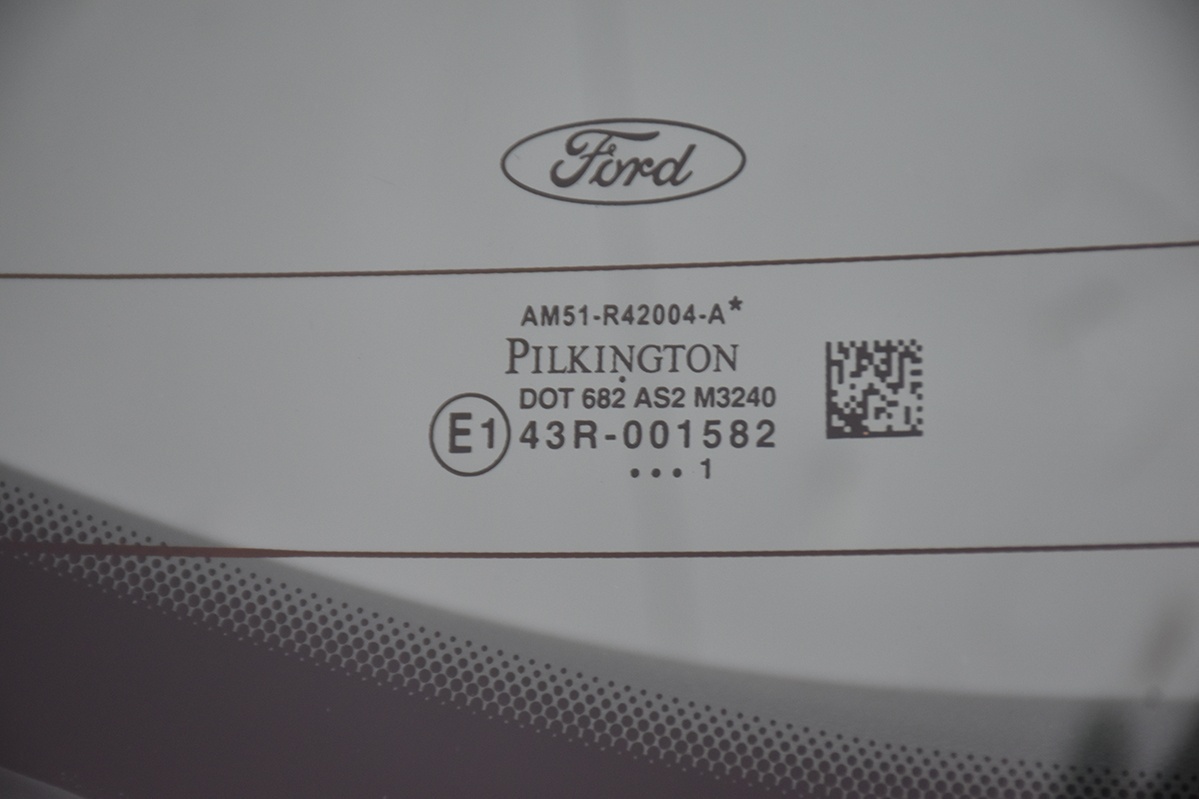 Ford
AM51-R42004-A*
PILKINGTON
DOT 682 AS2 M3240
E1 43R-001582
••• 1